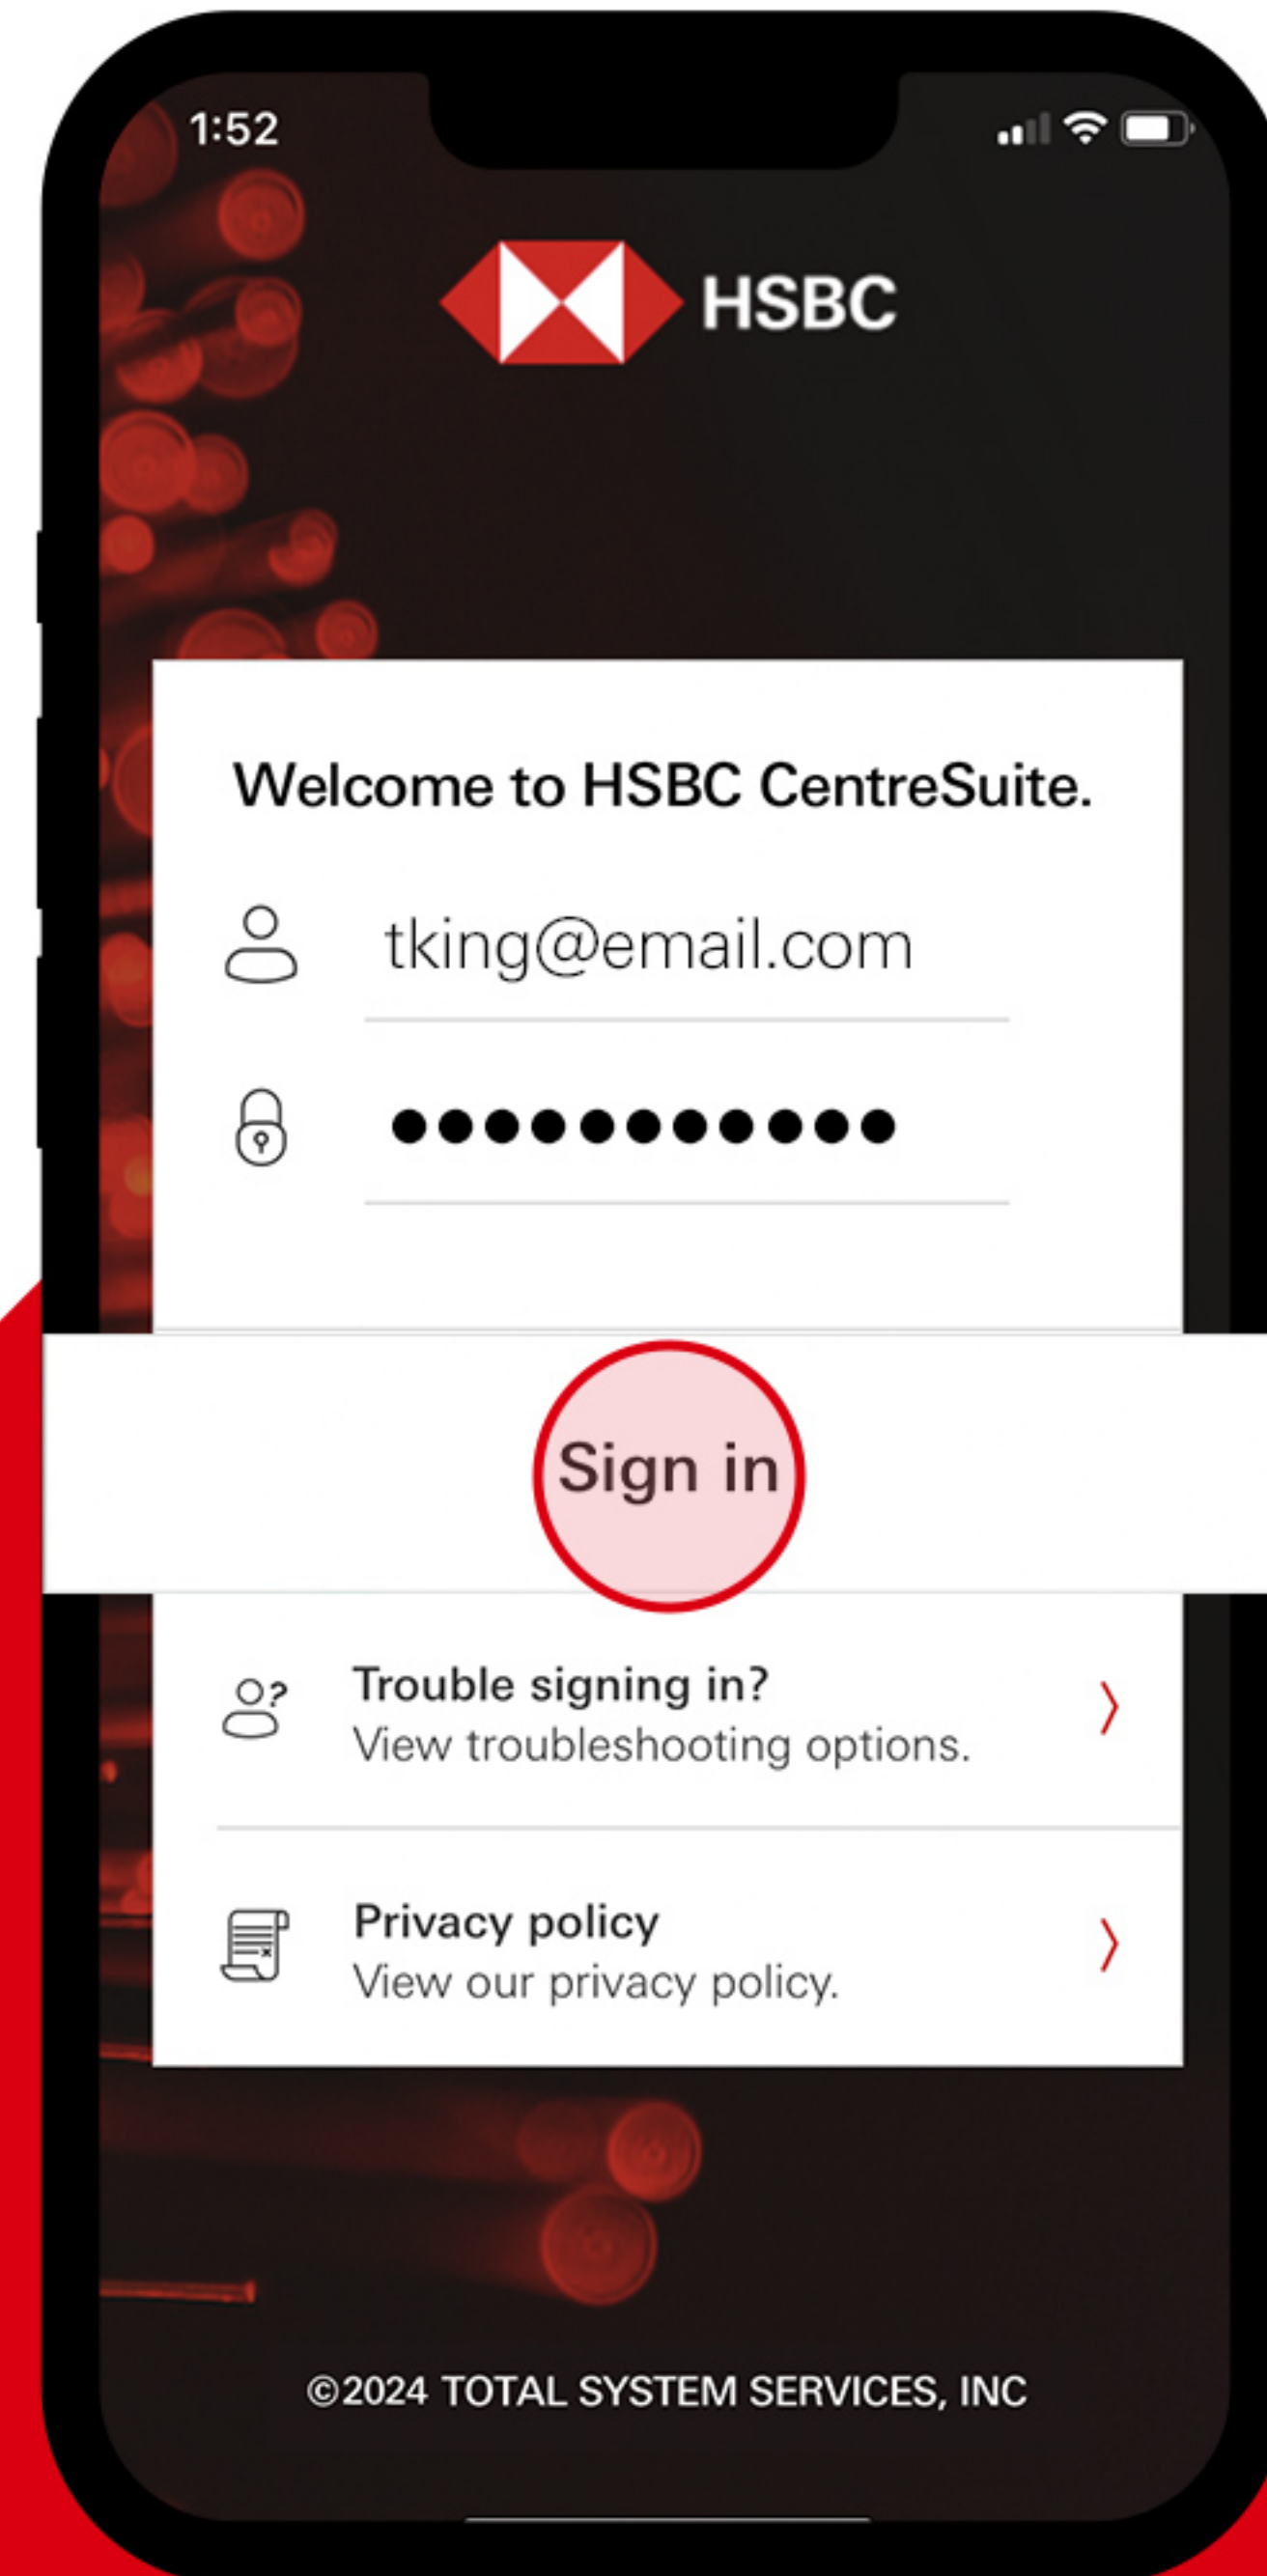 1:52
HSBC
Welcome to HSBC CentreSuite.
tking@email.com
●●●●●●●●●●●
Sign in
Trouble signing in?
View troubleshooting options.
Privacy policy
View our privacy policy.
©2024 TOTAL SYSTEM SERVICES, INC